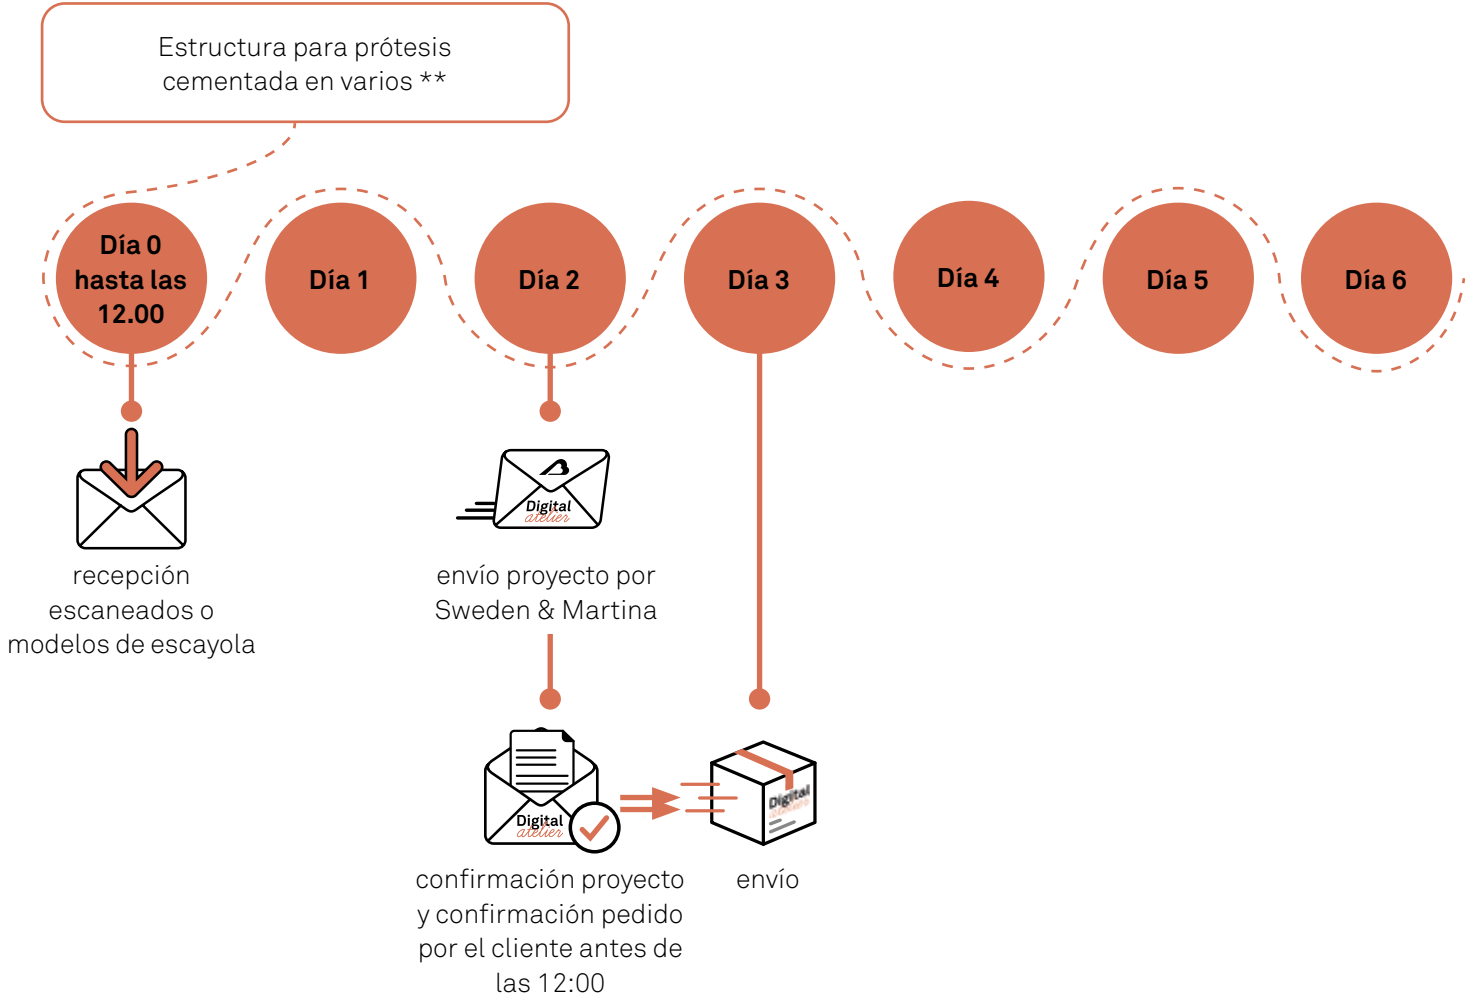 Estructura para prótesis
cementada en varios **
Día 0
hasta las
12.00
Día 1
Día 2
Día 3
Día 4
Día 5
Día 6
Digital
atelier
recepción
escaneados o
modelos de escayola
envío proyecto por
Sweden & Martina
Digital
atelier
Digital
atelier
confirmación proyecto
y confirmación pedido
por el cliente antes de
las 12:00
envío